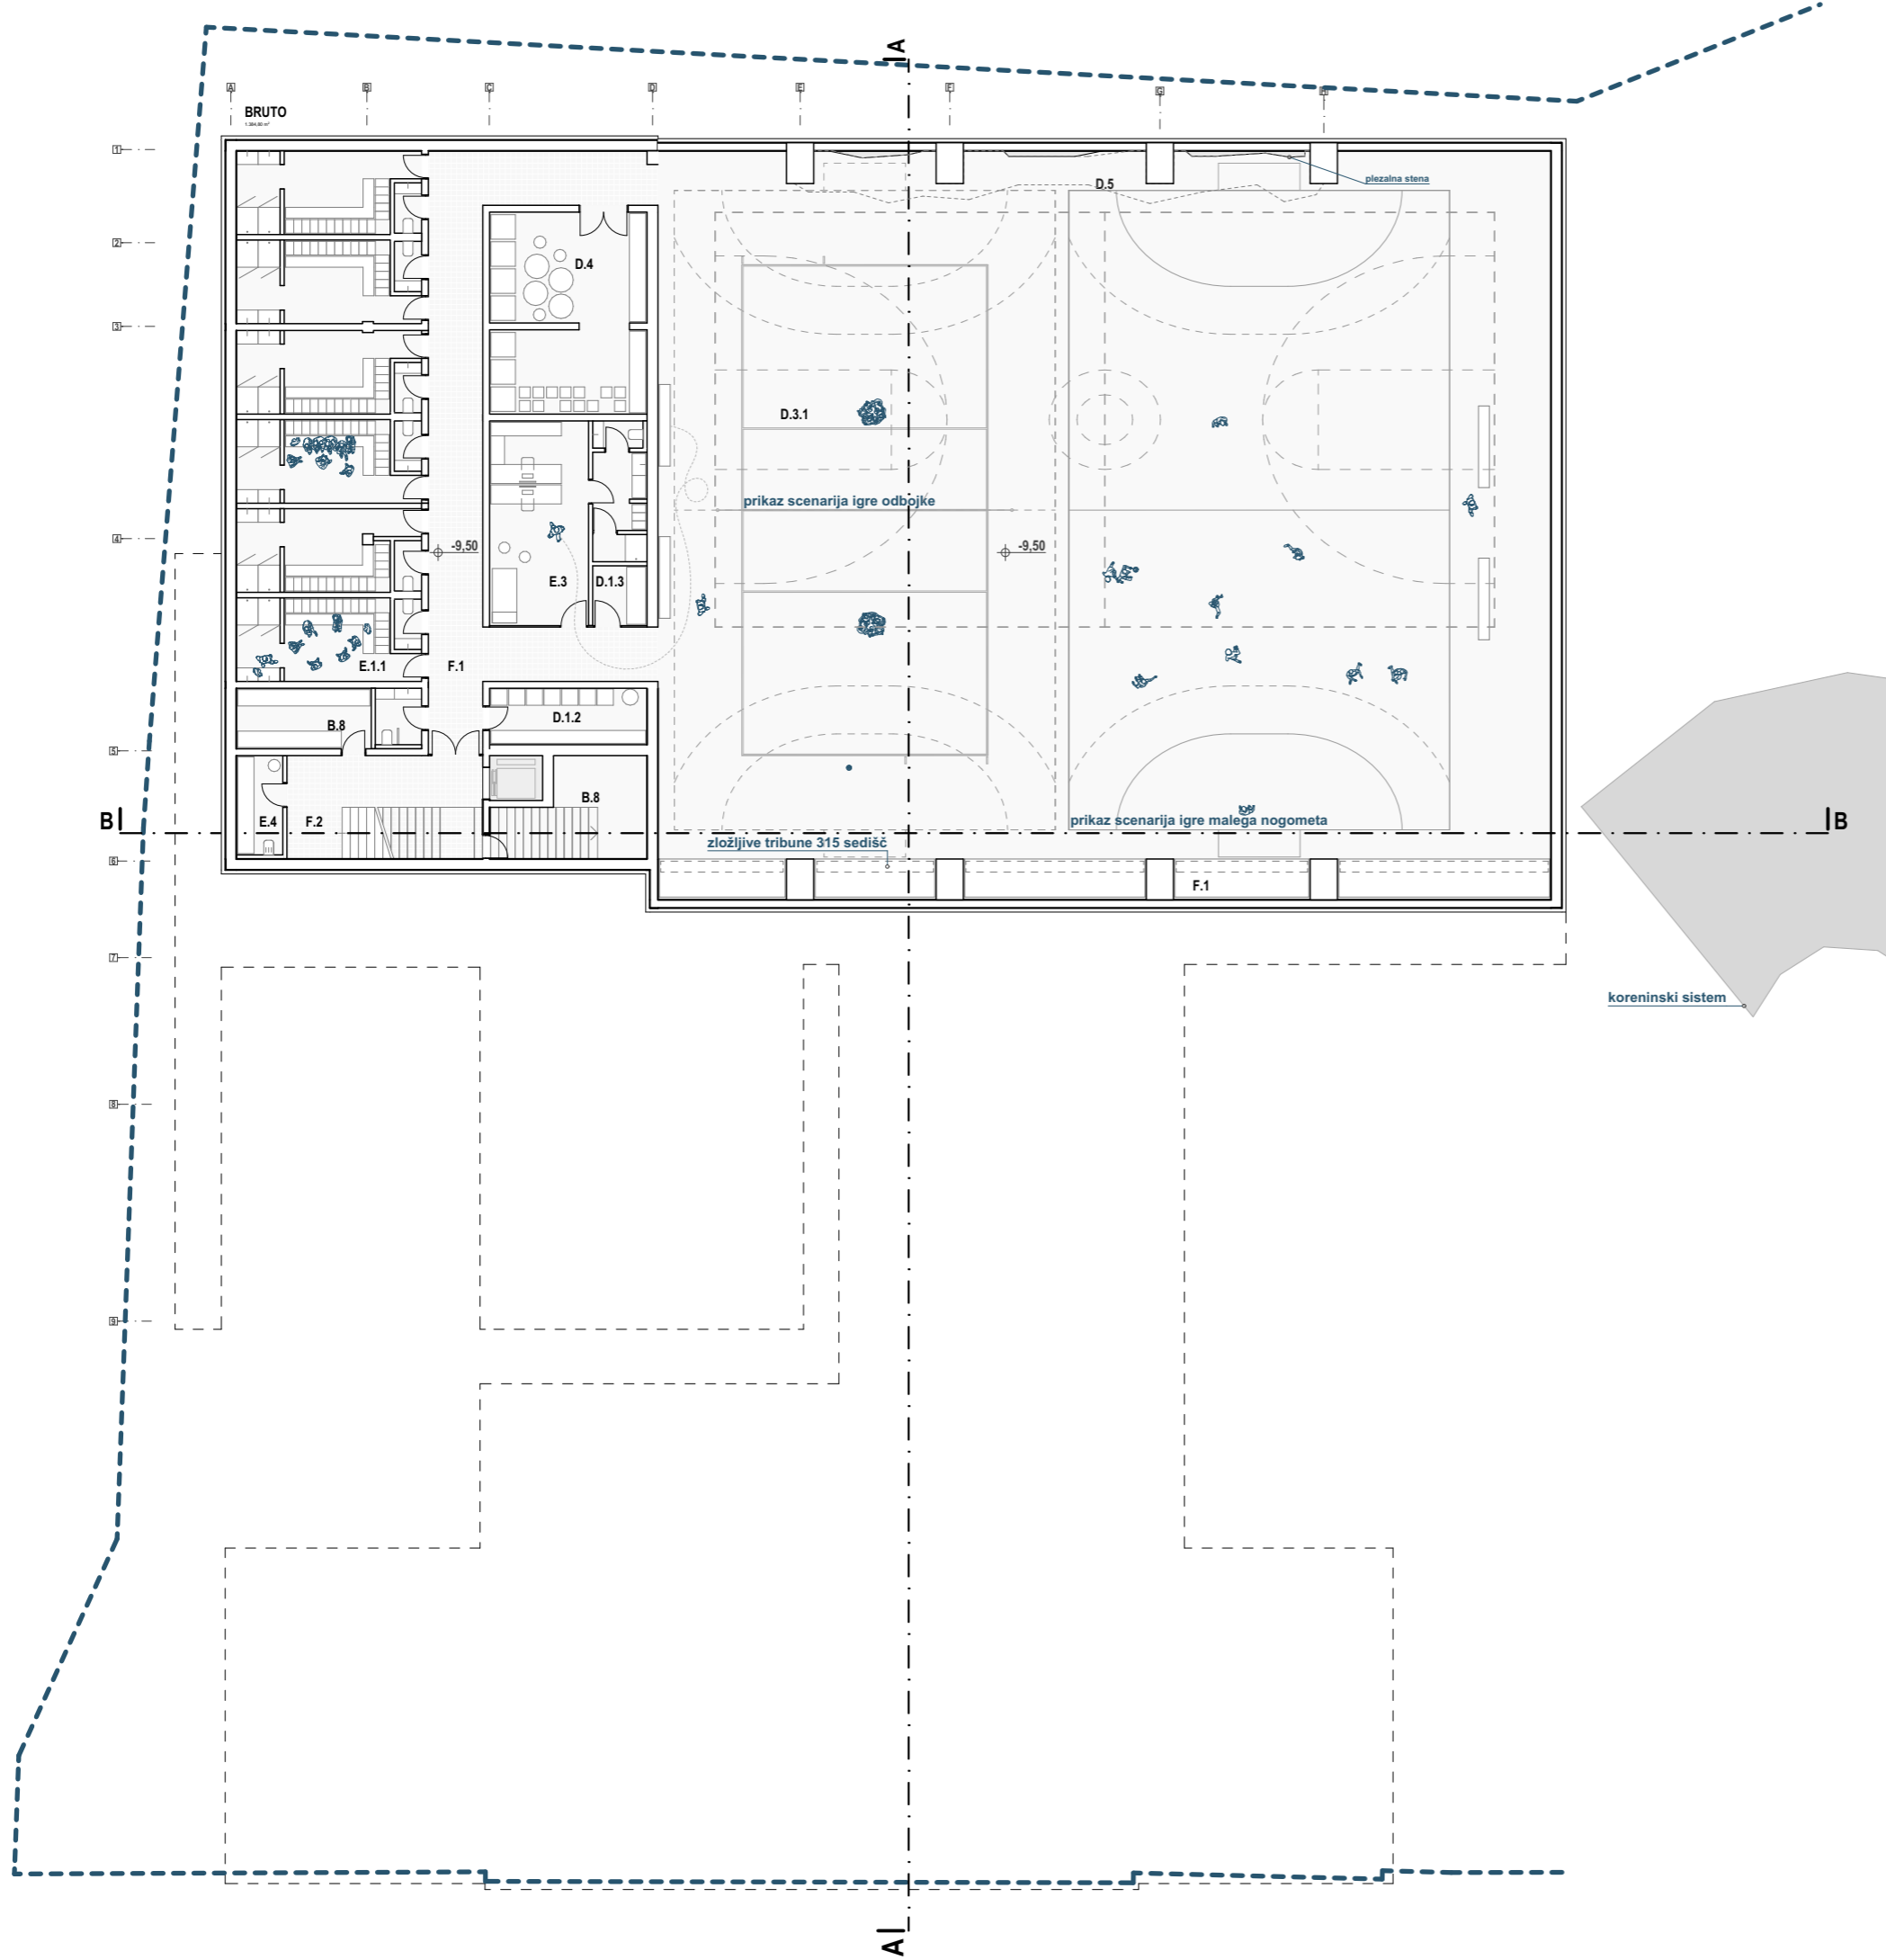 A
A B C D E F G H
BRUTO
1
plezalna stena
D.5
2
D.4
3
D.3.1
prikaz scenarija igre odbojke
4
-9,50
-9,50
E.3
D.1.3
E.1.1
F.1
D.1.2
B.8
5
B.8
B
E.4
F.2
prikaz scenarija igre malega nogometa
B
zložljive tribune 315 sedišč
6
F.1
7
koreninski sistem
8
9
A